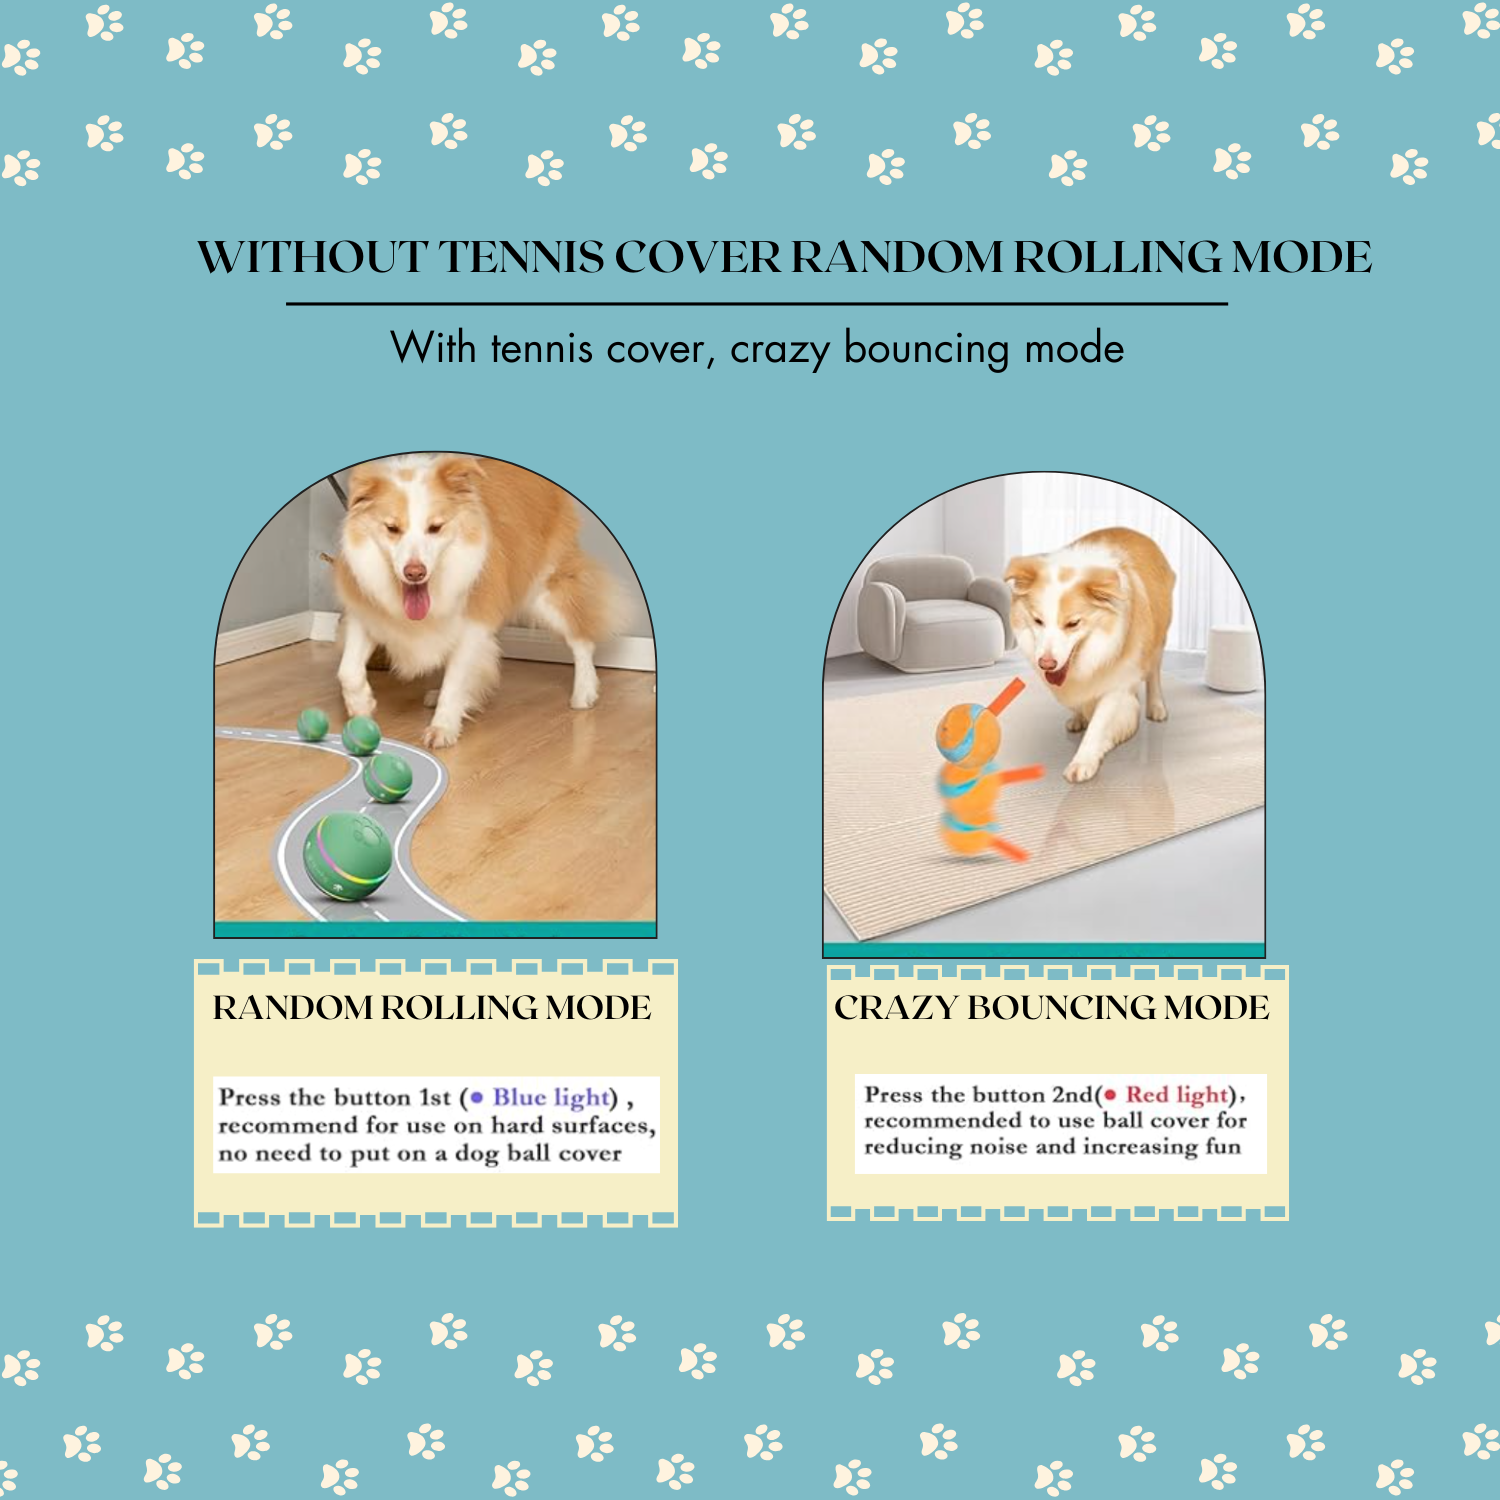 WITHOUT TENNIS COVER RANDOM ROLLING MODE
With tennis cover, crazy bouncing mode
RANDOM ROLLING MODE
Press the button 1st (● Blue light) ,
recommend for use on hard surfaces,
no need to put on a dog ball cover
CRAZY BOUNCING MODE
Press the button 2nd(● Red light),
recommended to use ball cover for
reducing noise and increasing fun